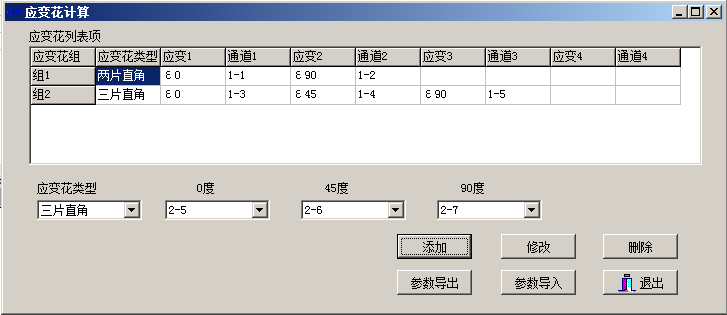 应变花计算
应变花列表项
应变花组 应变花类型 应变1 通道1 应变2 通道2 应变3 通道3 应变4 通道4
组1 两片直角 ε0 1-1 ε90 1-2
组2 三片直角 ε0 1-3 ε45 1-4 ε90 1-5
应变花类型 0度 45度 90度
三片直角 2-5 2-6 2-7
添加 修改 删除
参数导出 参数导入 退出